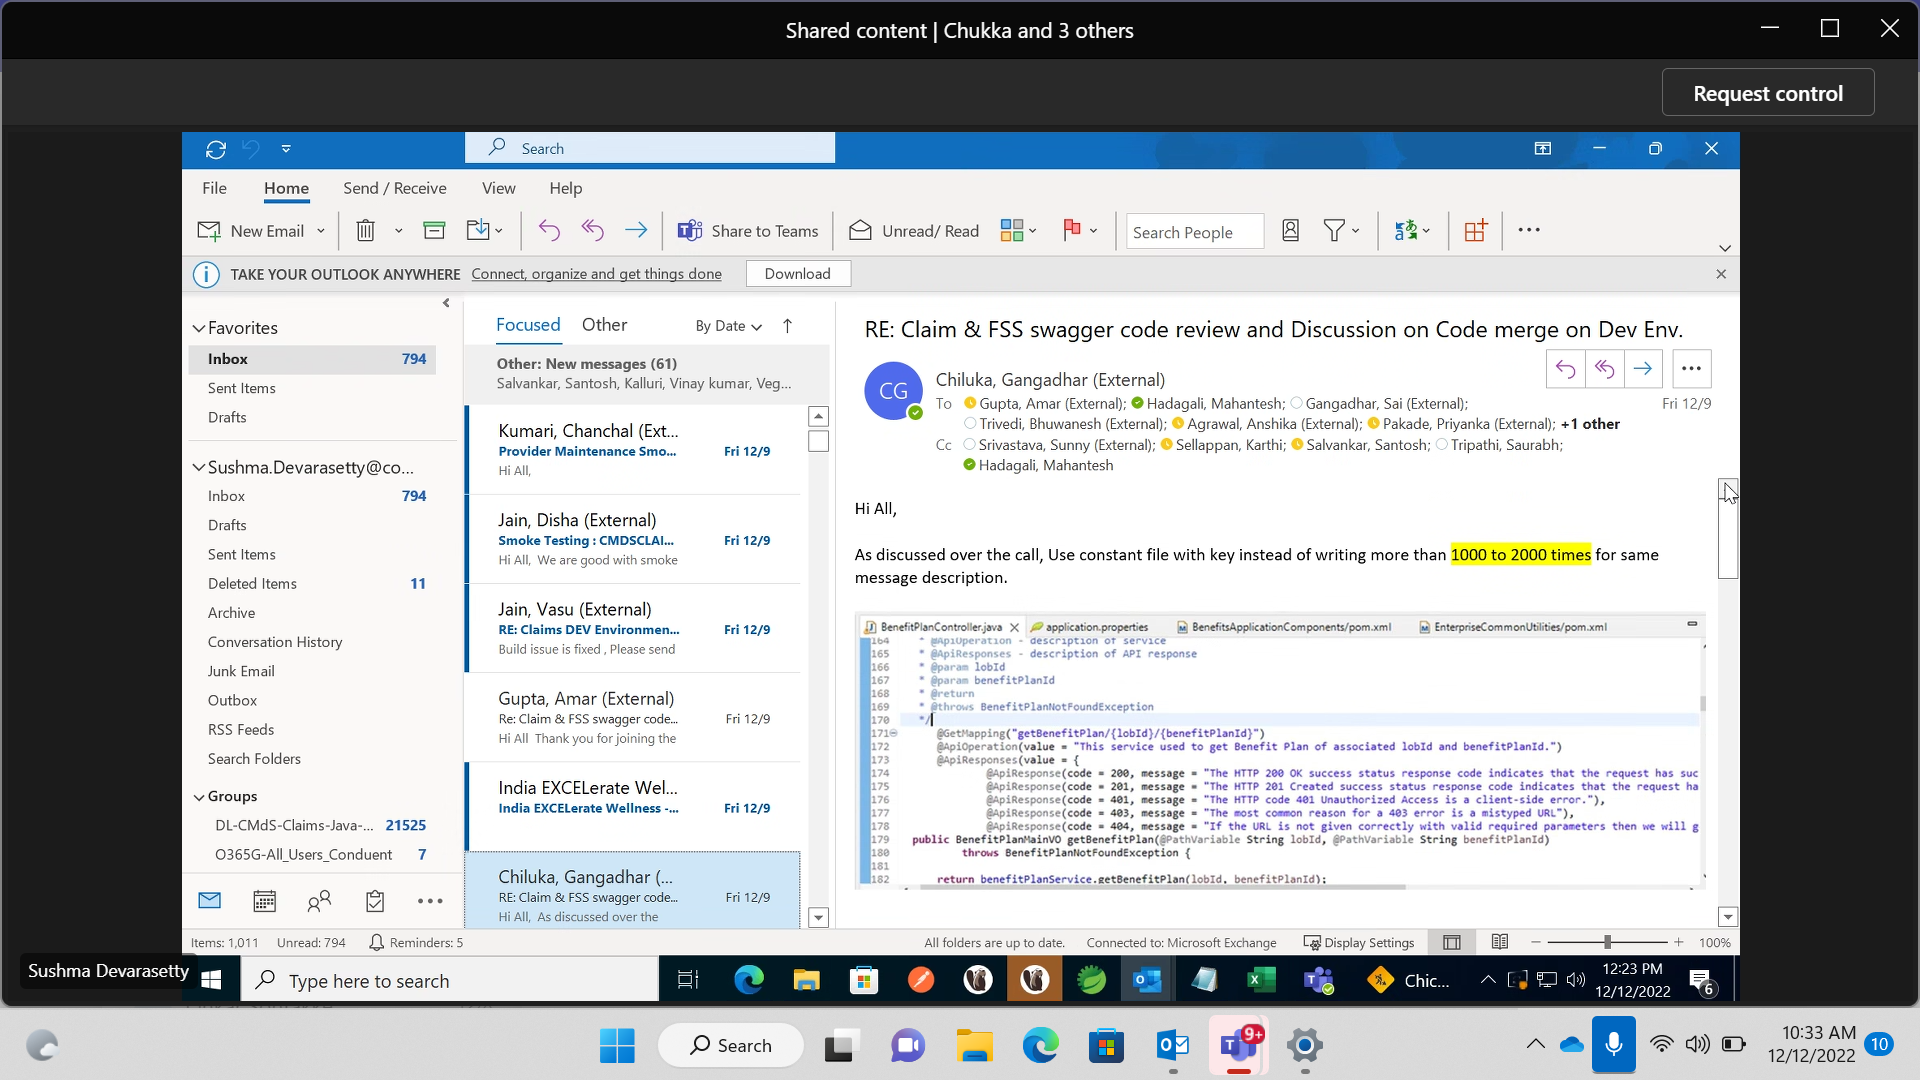 Shared content | Chukka and 3 others
Request control
Search
File Home Send / Receive View Help
New Email
Share to Teams
Unread/ Read
Search People
TAKE YOUR OUTLOOK ANYWHERE Connect, organize and get things done Download
Favorites
Inbox 794
Sent Items
Drafts
Sushma.Devarasetty@co...
Inbox 794
Drafts
Sent Items
Deleted Items 11
Archive
Conversation History
Junk Email
Outbox
RSS Feeds
Search Folders
Groups
DL-CMdS-Claims-Java-... 21525
O365G-All_Users_Conduent 7
Focused Other By Date
Other: New messages (61)
Salvankar, Santosh, Kalluri, Vinay kumar, Veg...
Kumari, Chanchal (Ext...
Provider Maintenance Smo... Fri 12/9
Hi All,
Jain, Disha (External)
Smoke Testing : CMDSCLAI... Fri 12/9
Hi All, We are good with smoke
Jain, Vasu (External)
RE: Claims DEV Environmen... Fri 12/9
Build issue is fixed , Please send
Gupta, Amar (External)
Re: Claim & FSS swagger code... Fri 12/9
Hi All Thank you for joining the
India EXCELerate Wel...
India EXCELerate Wellness -... Fri 12/9
Chiluka, Gangadhar (...
RE: Claim & FSS swagger code... Fri 12/9
Hi All, As discussed over the
RE: Claim & FSS swagger code review and Discussion on Code merge on Dev Env.
CG
Chiluka, Gangadhar (External)
To Gupta, Amar (External); Hadagali, Mahantesh; Gangadhar, Sai (External); Fri 12/9
Trivedi, Bhuwanesh (External); Agrawal, Anshika (External); Pakade, Priyanka (External); +1 other
Cc Srivastava, Sunny (External); Sellappan, Karthi; Salvankar, Santosh; Tripathi, Saurabh;
Hadagali, Mahantesh
Hi All,
As discussed over the call, Use constant file with key instead of writing more than 1000 to 2000 times for same
message description.
BenefitPlanController.java application.properties BenefitsApplicationComponents/pom.xml EnterpriseCommonUtilities/pom.xml
164 * @ApiOperation - description of service
165 * @ApiResponses - description of API response
166 * @param lobId
167 * @param benefitPlanId
168 * @return
169 * @throws BenefitPlanNotFoundException
170 */
171 @GetMapping("getBenefitPlan/{lobId}/{benefitPlanId}")
172 @ApiOperation(value = "This service used to get Benefit Plan of associated lobId and benefitPlanId.")
173 @ApiResponses(value = {
174 @ApiResponse(code = 200, message = "The HTTP 200 OK success status response code indicates that the request has suc
175 @ApiResponse(code = 201, message = "The HTTP 201 Created success status response code indicates that the request ha
176 @ApiResponse(code = 401, message = "The HTTP code 401 Unauthorized Access is a client-side error."),
177 @ApiResponse(code = 403, message = "The most common reason for a 403 error is a mistyped URL"),
178 @ApiResponse(code = 404, message = "If the URL is not given correctly with valid required parameters then we will g
179 public BenefitPlanMainVO getBenefitPlan(@PathVariable String lobId, @PathVariable String benefitPlanId)
180 throws BenefitPlanNotFoundException {
181
182 return benefitPlanService.getBenefitPlan(lobId, benefitPlanId);
Items: 1,011 Unread: 794 Reminders: 5 All folders are up to date. Connected to: Microsoft Exchange Display Settings 100%
Sushma Devarasetty
Type here to search
Chic...
12:23 PM
12/12/2022
6
Search
9+
10:33 AM
12/12/2022
10